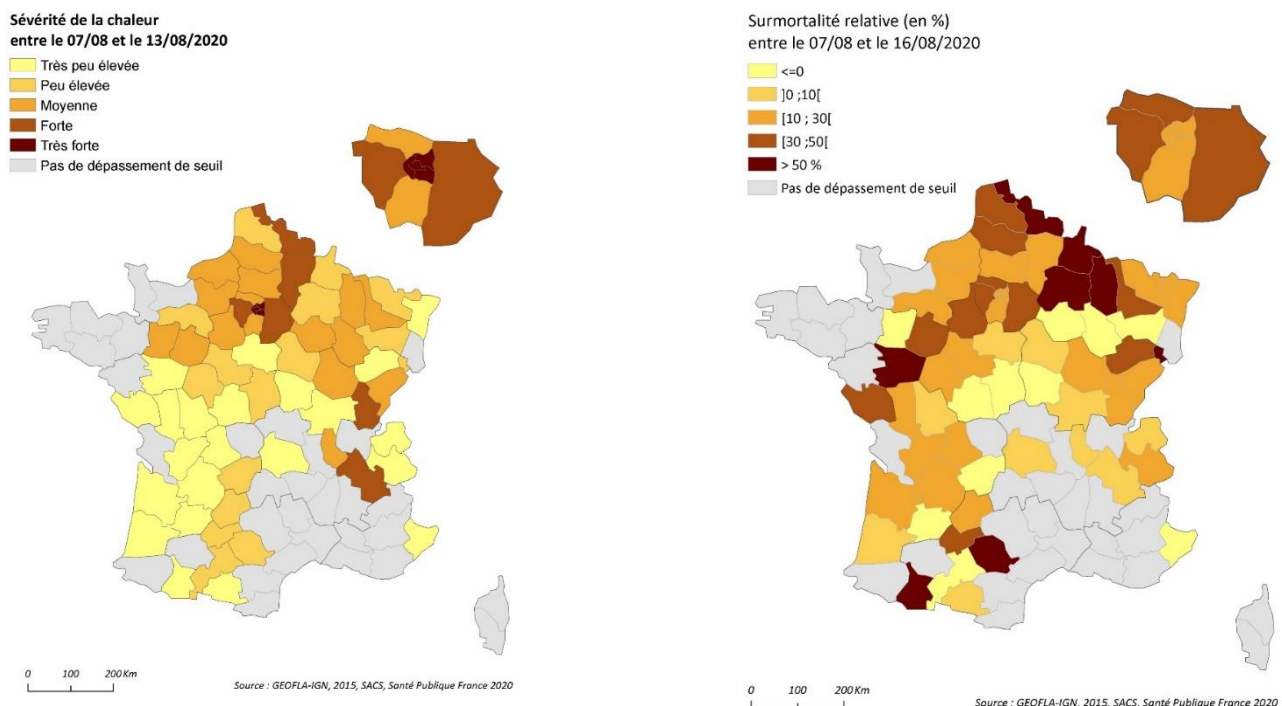 Sévérité de la chaleur
entre le 07/08 et le 13/08/2020
Très peu élevée
Peu élevée
Moyenne
Forte
Très forte
Pas de dépassement de seuil
0 100 200 Km
Source : GEOFLA-IGN, 2015, SACS, Santé Publique France 2020
Surmortalité relative (en %)
entre le 07/08 et le 16/08/2020
<=0
]0 ;10[
[10 ; 30[
[30 ;50[
> 50 %
Pas de dépassement de seuil
0 100 200 Km
Source : GEOFLA-IGN, 2015, SACS, Santé Publique France 2020